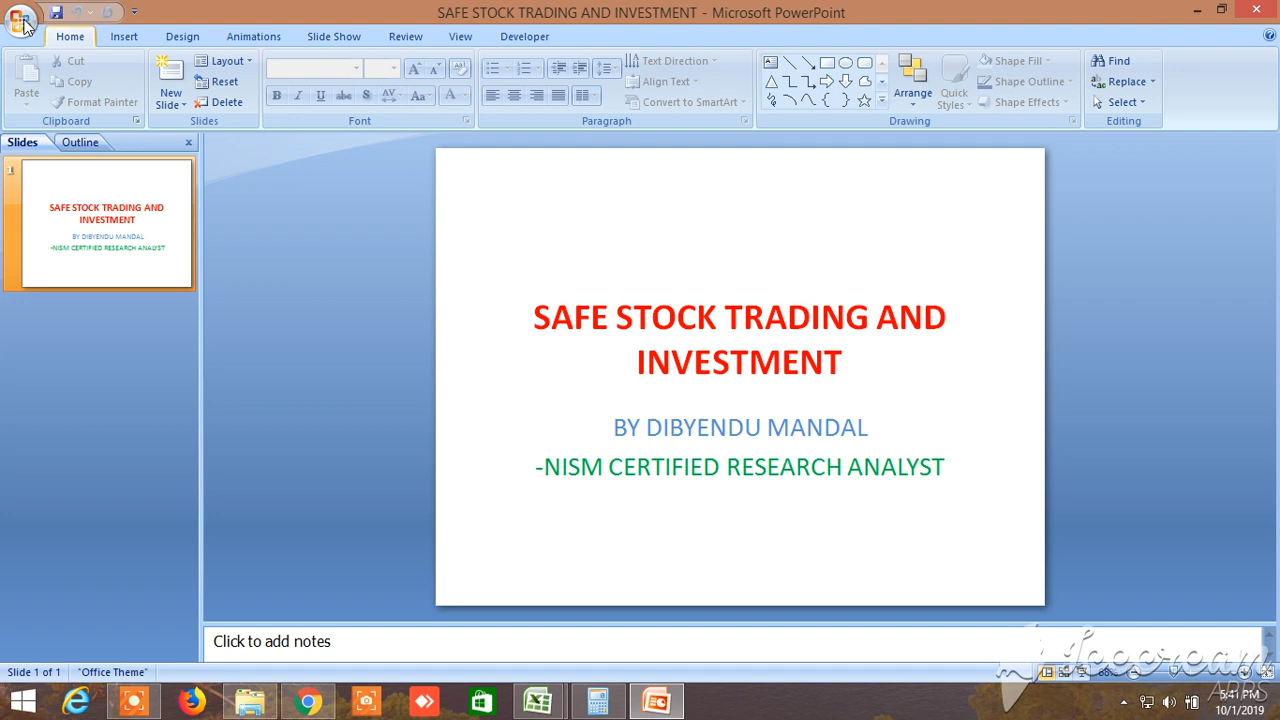 SAFE STOCK TRADING AND INVESTMENT - Microsoft PowerPoint
Home Insert Design Animations Slide Show Review View Developer
Paste
Cut
Copy
Format Painter
Clipboard
New Slide
Layout
Reset
Delete
Slides
B I U abc S AV Aa A
Font
Text Direction
Align Text
Convert to SmartArt
Paragraph
Arrange
Quick Styles
Shape Fill
Shape Outline
Shape Effects
Drawing
Find
Replace
Select
Editing
Slides Outline
1
SAFE STOCK TRADING AND
INVESTMENT
BY DIBYENDU MANDAL
-NISM CERTIFIED RESEARCH ANALYST
SAFE STOCK TRADING AND
INVESTMENT
BY DIBYENDU MANDAL
-NISM CERTIFIED RESEARCH ANALYST
Click to add notes
Slide 1 of 1 "Office Theme"
5:41 PM
10/1/2019